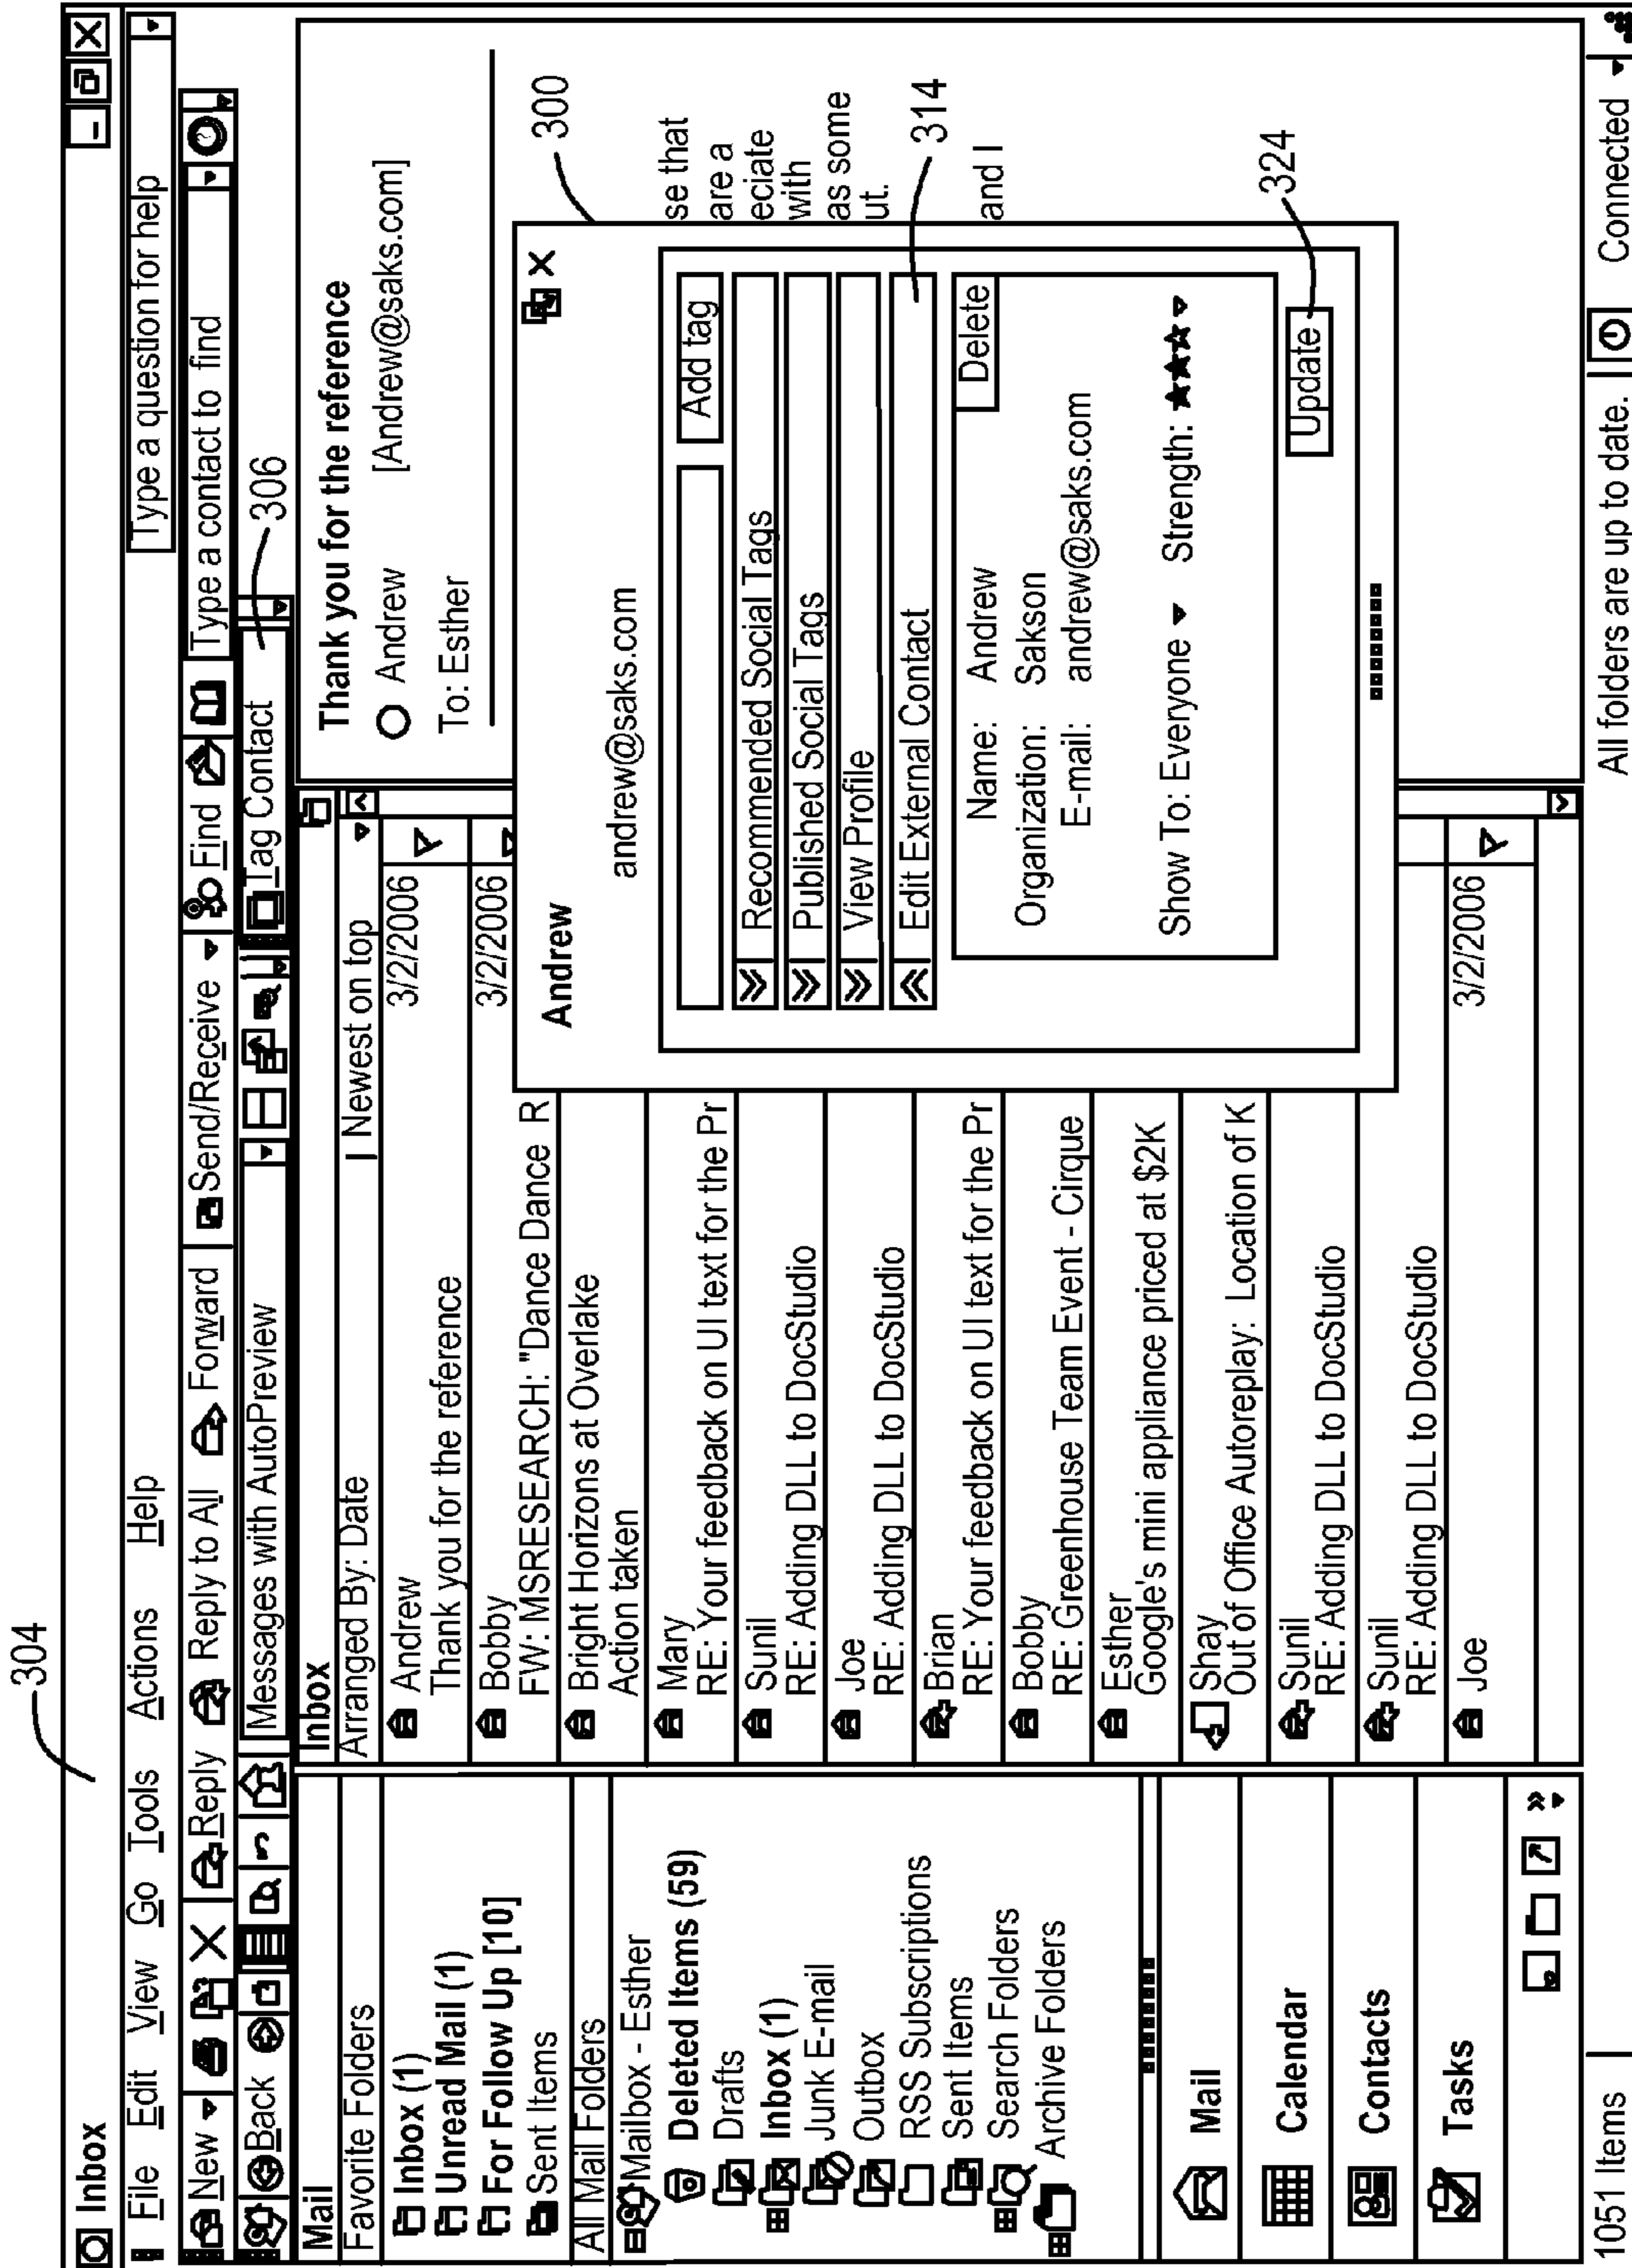 304
Inbox
File Edit View Go Tools Actions Help
Type a question for help
New Reply Reply to All Forward Send/Receive Find Type a contact to find
Back Messages with AutoPreview Tag Contact
306
Mail
Favorite Folders
Inbox (1)
Unread Mail (1)
For Follow Up [10]
Sent Items
All Mail Folders
Mailbox - Esther
Deleted Items (59)
Drafts
Inbox (1)
Junk E-mail
Outbox
RSS Subscriptions
Sent Items
Search Folders
Archive Folders
Mail
Calendar
Contacts
Tasks
Inbox
Arranged By: Date Newest on top
Andrew 3/2/2006
Thank you for the reference
Bobby 3/2/2006
FW: MSRESEARCH: "Dance Dance R
Bright Horizons at Overlake
Action taken
Mary
RE: Your feedback on UI text for the Pr
Sunil
RE: Adding DLL to DocStudio
Joe
RE: Adding DLL to DocStudio
Brian
RE: Your feedback on UI text for the Pr
Bobby
RE: Greenhouse Team Event - Cirque
Esther
Google's mini appliance priced at $2K
Shay
Out of Office Autoreplay: Location of K
Sunil
RE: Adding DLL to DocStudio
Sunil
RE: Adding DLL to DocStudio
Joe 3/2/2006
Thank you for the reference
Andrew [Andrew@saks.com]
To: Esther
300
se that
are a
eciate
with
as some
ut.
314
and I
324
Andrew
andrew@saks.com
Add tag
Recommended Social Tags
Published Social Tags
View Profile
Edit External Contact
Delete
Name: Andrew
Organization: Sakson
E-mail: andrew@saks.com
Show To: Everyone Strength:
Update
1051 Items All folders are up to date. Connected